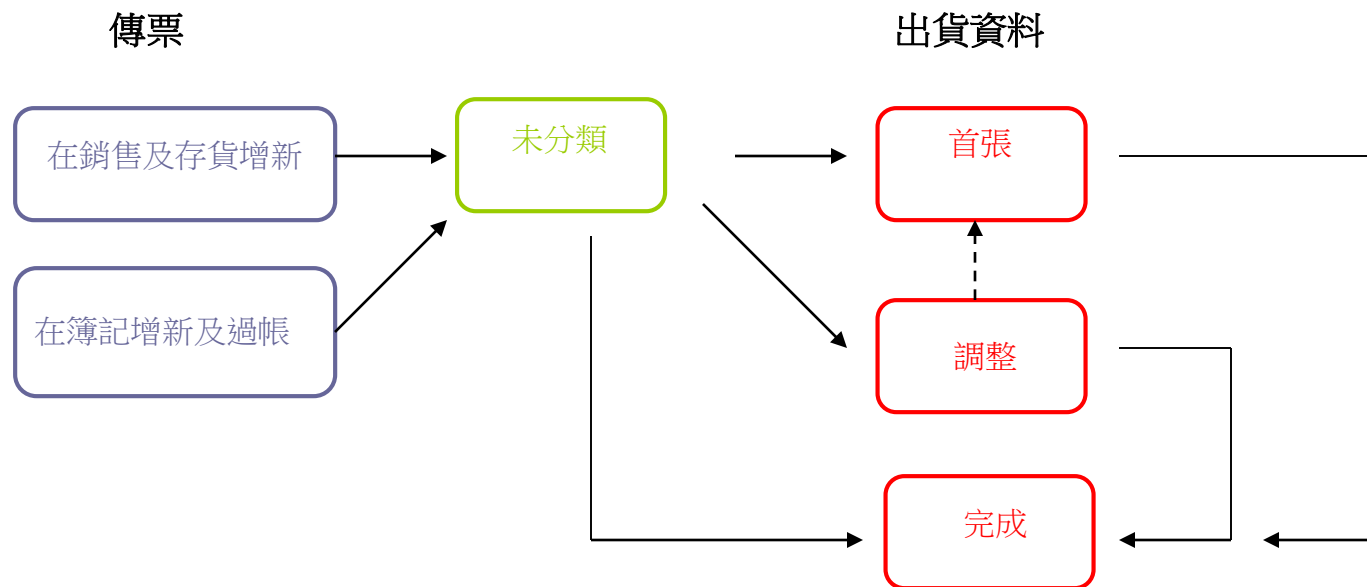 傳票
出貨資料
在銷售及存貨增新
未分類
首張
在簿記增新及過帳
調整
完成